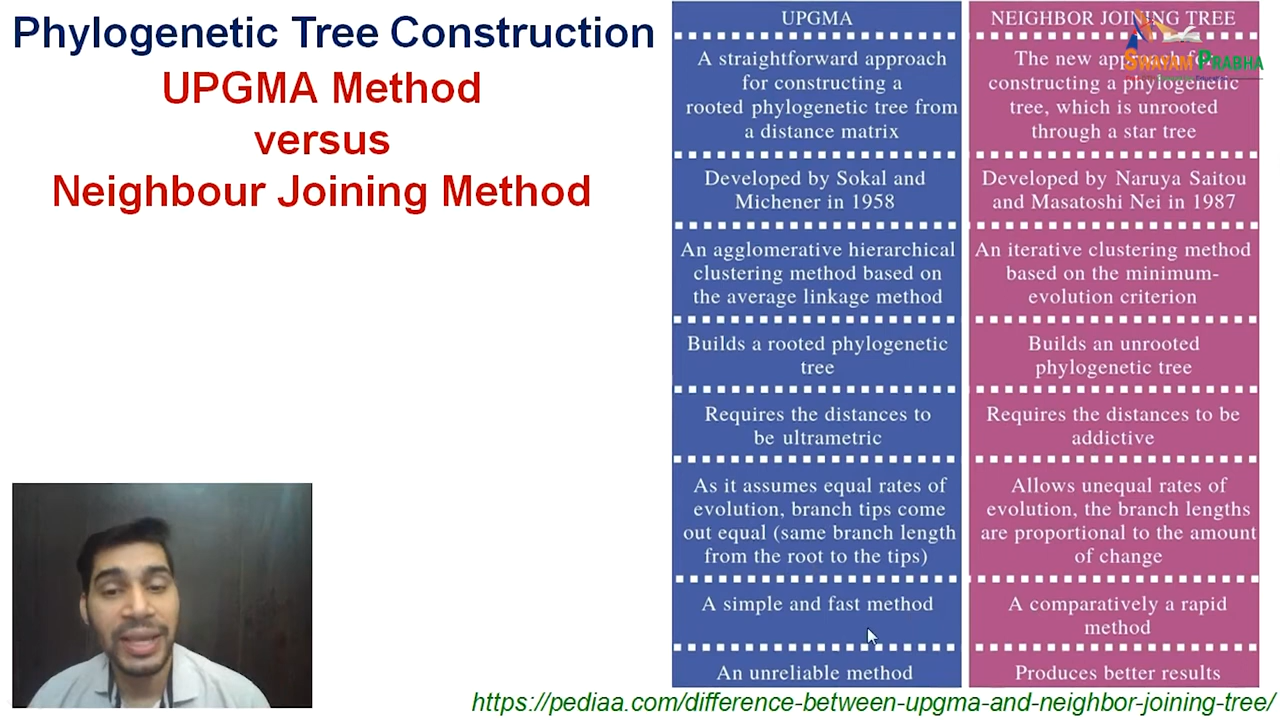 Phylogenetic Tree Construction
UPGMA Method
versus
Neighbour Joining Method
UPGMA
A straightforward approach
for constructing a
rooted phylogenetic tree from
a distance matrix
Developed by Sokal and
Michener in 1958
An agglomerative hierarchical
clustering method based on
the average linkage method
Builds a rooted phylogenetic
tree
Requires the distances to
be ultrametric
As it assumes equal rates of
evolution, branch tips come
out equal (same branch length
from the root to the tips)
A simple and fast method
An unreliable method
NEIGHBOR JOINING TREE
The new approach for
constructing a phylogenetic
tree, which is unrooted
through a star tree
Developed by Naruya Saitou
and Masatoshi Nei in 1987
An iterative clustering method
based on the minimum-
evolution criterion
Builds an unrooted
phylogenetic tree
Requires the distances to be
addictive
Allows unequal rates of
evolution, the branch lengths
are proportional to the amount
of change
A comparatively a rapid
method
Produces better results
SWAYAM PRABHA
https://pediaa.com/difference-between-upgma-and-neighbor-joining-tree/